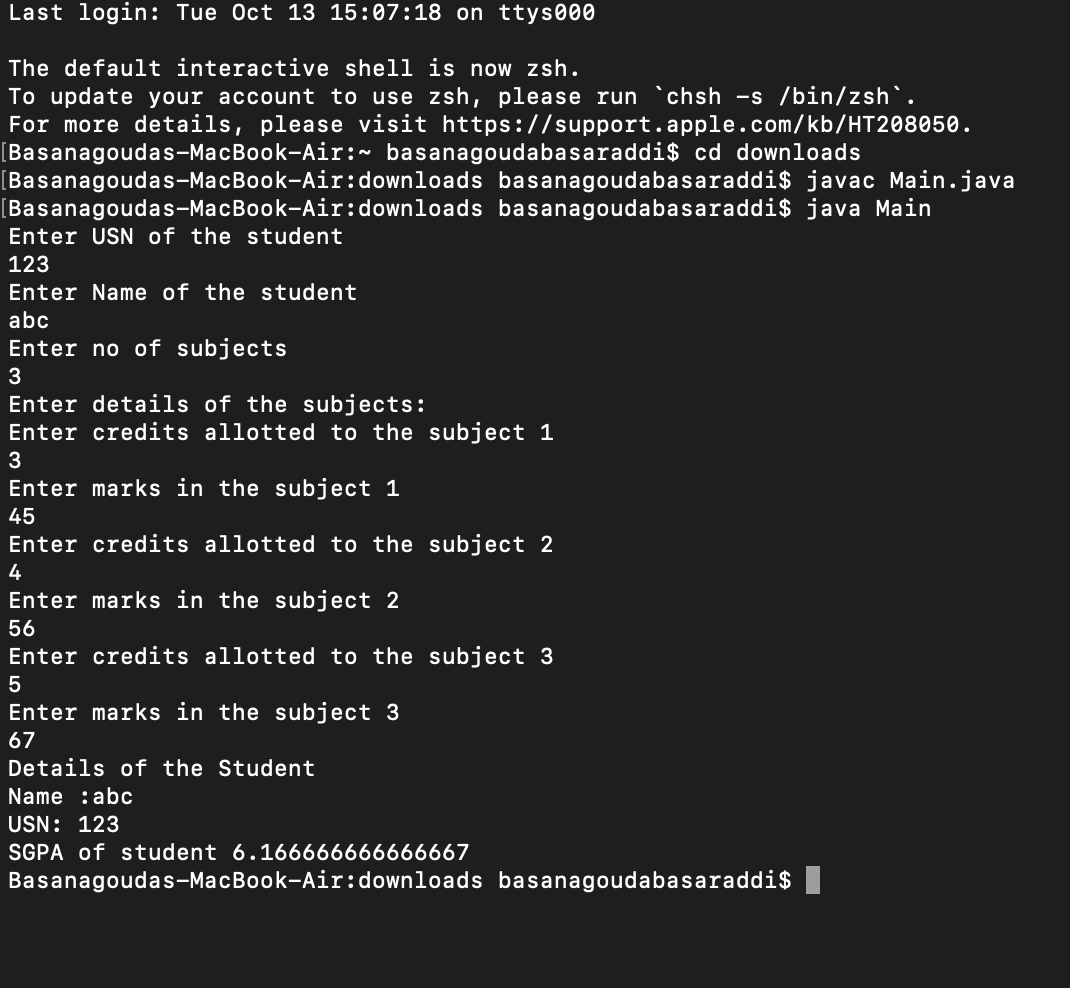 Last login: Tue Oct 13 15:07:18 on ttys000
The default interactive shell is now zsh.
To update your account to use zsh, please run `chsh -s /bin/zsh`.
For more details, please visit https://support.apple.com/kb/HT208050.
[Basanagoudas-MacBook-Air:~ basanagoudabasaraddi$ cd downloads
[Basanagoudas-MacBook-Air:downloads basanagoudabasaraddi$ javac Main.java
[Basanagoudas-MacBook-Air:downloads basanagoudabasaraddi$ java Main
Enter USN of the student
123
Enter Name of the student
abc
Enter no of subjects
3
Enter details of the subjects:
Enter credits allotted to the subject 1
3
Enter marks in the subject 1
45
Enter credits allotted to the subject 2
4
Enter marks in the subject 2
56
Enter credits allotted to the subject 3
5
Enter marks in the subject 3
67
Details of the Student
Name :abc
USN: 123
SGPA of student 6.166666666666667
Basanagoudas-MacBook-Air:downloads basanagoudabasaraddi$